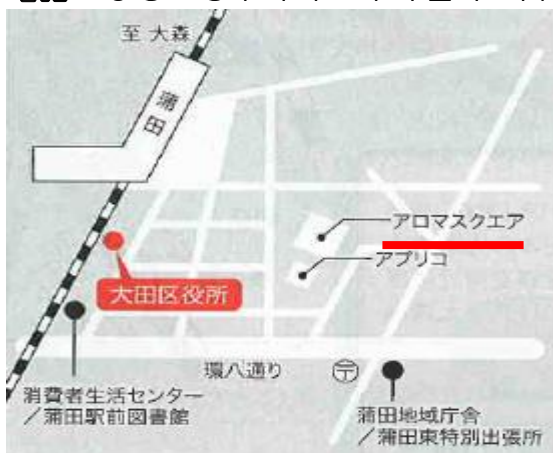 至 大森
蒲田
アロマスクエア
アプリコ
大田区役所
環八通り
〒
消費者生活センター
/蒲田駅前図書館
蒲田地域庁舎
/蒲田東特別出張所